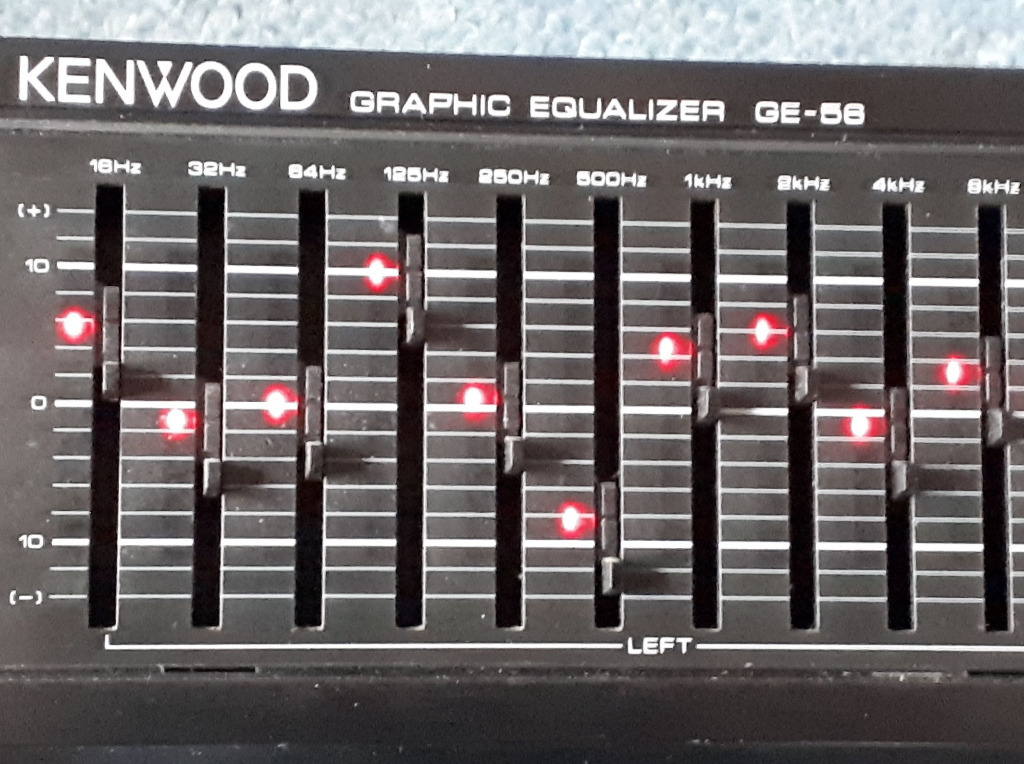 KENWOOD GRAPHIC EQUALIZER GE-56
16Hz 32Hz 64Hz 125Hz 250Hz 500Hz 1kHz 2kHz 4kHz 8kHz
(+)
10
0
10
(−)
LEFT